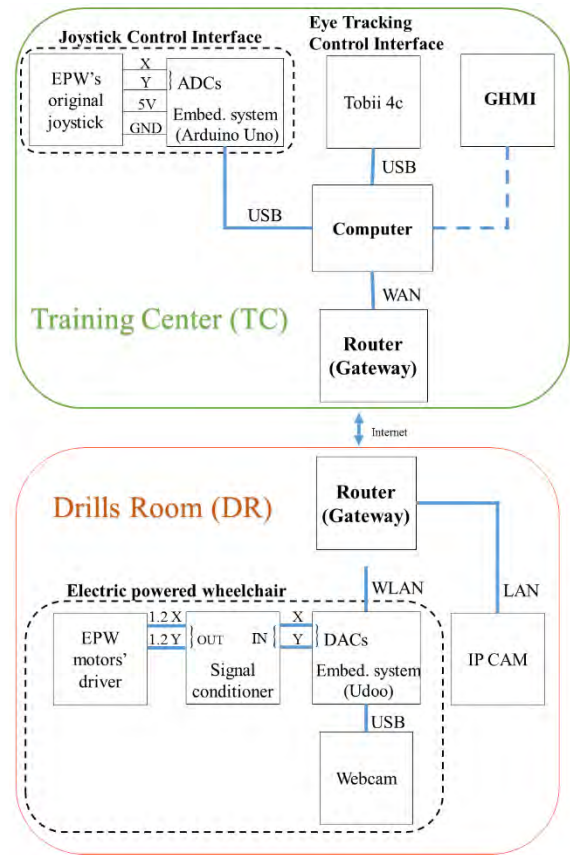 Joystick Control Interface
EPW's
original
joystick
X
Y
5V
GND
ADCs
Embed. system
(Arduino Uno)
Eye Tracking
Control Interface
Tobii 4c
GHMI
USB
USB
Computer
WAN
Training Center (TC)
Router
(Gateway)
Internet
Drills Room (DR)
Router
(Gateway)
WLAN
LAN
Electric powered wheelchair
EPW
motors'
driver
1.2 X
1.2 Y
OUT
IN
Signal
conditioner
X
Y
DACs
Embed. system
(Udoo)
IP CAM
USB
Webcam